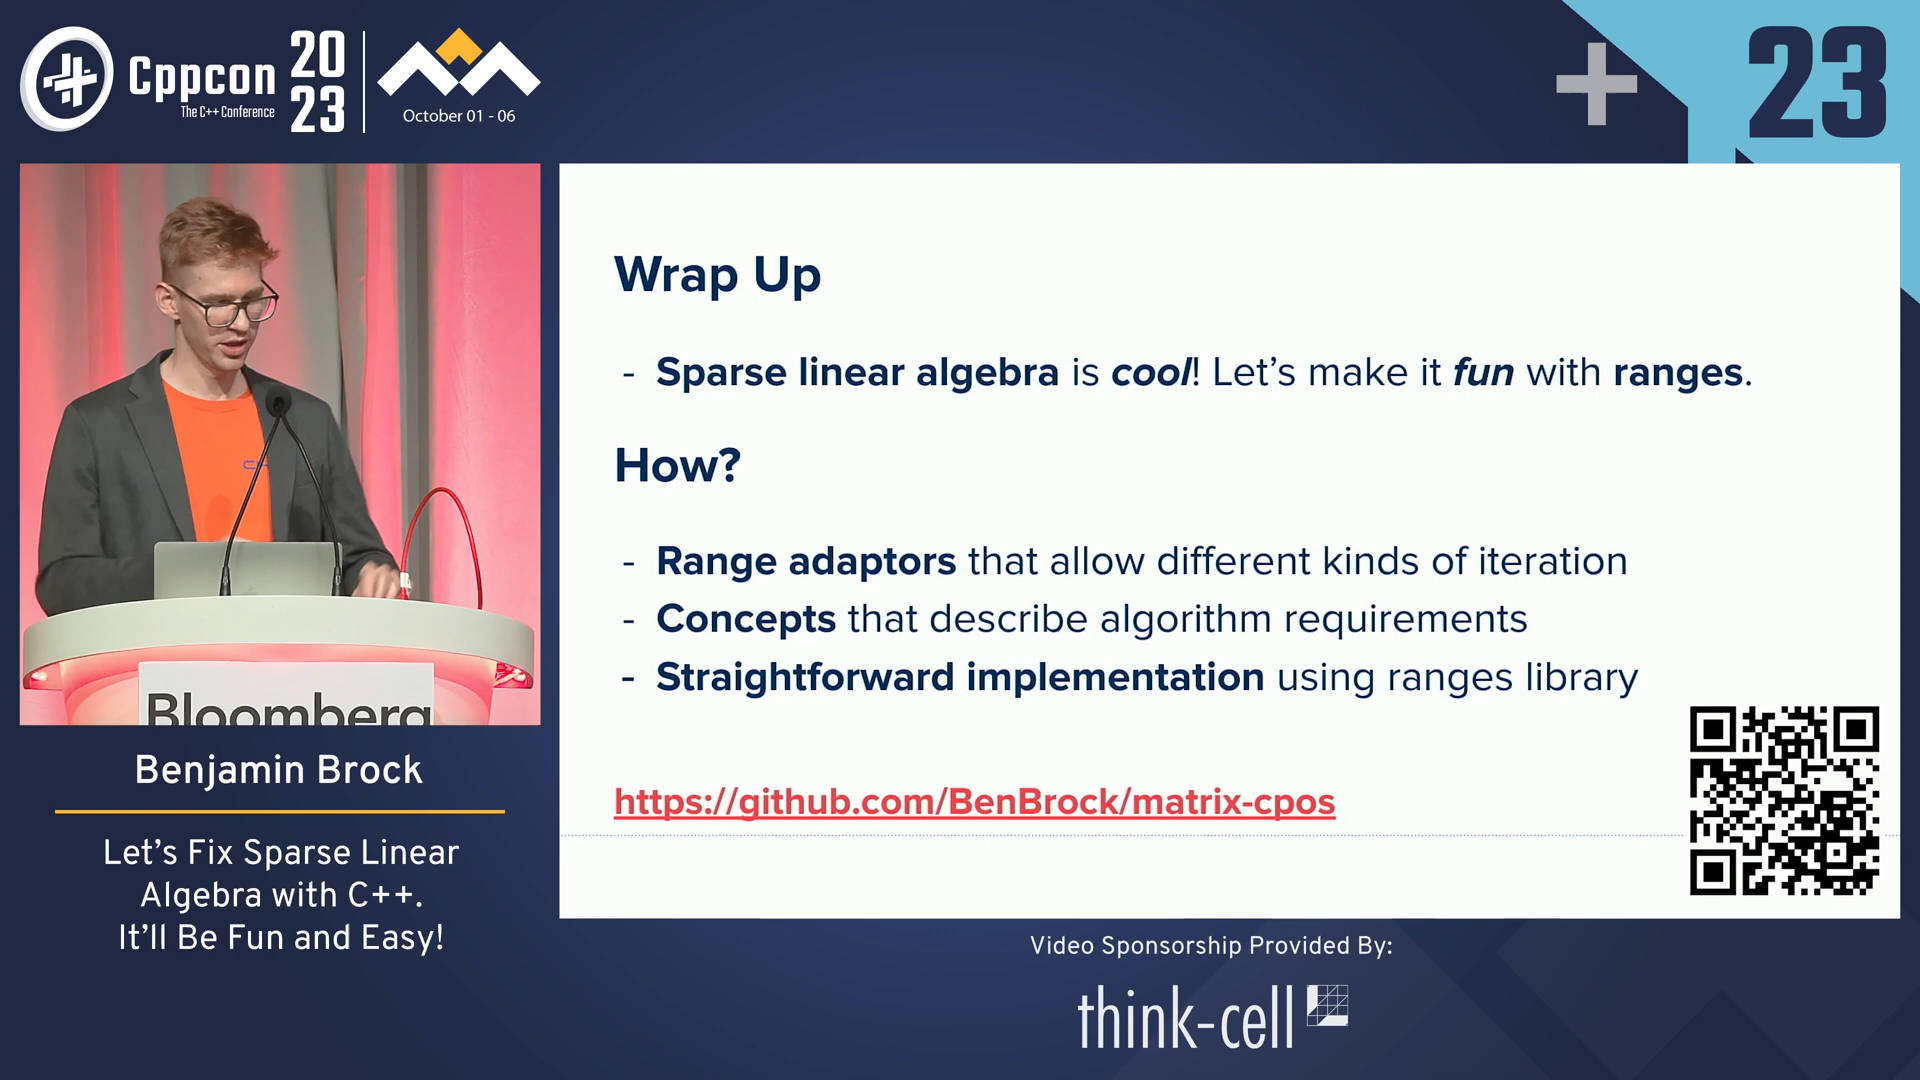 Cppcon
The C++ Conference
20
23
October 01 - 06
23
Wrap Up
- Sparse linear algebra is cool! Let's make it fun with ranges.
How?
- Range adaptors that allow different kinds of iteration
- Concepts that describe algorithm requirements
- Straightforward implementation using ranges library
https://github.com/BenBrock/matrix-cpos
Bloomberg
Benjamin Brock
Let's Fix Sparse Linear
Algebra with C++.
It'll Be Fun and Easy!
Video Sponsorship Provided By:
think-cell